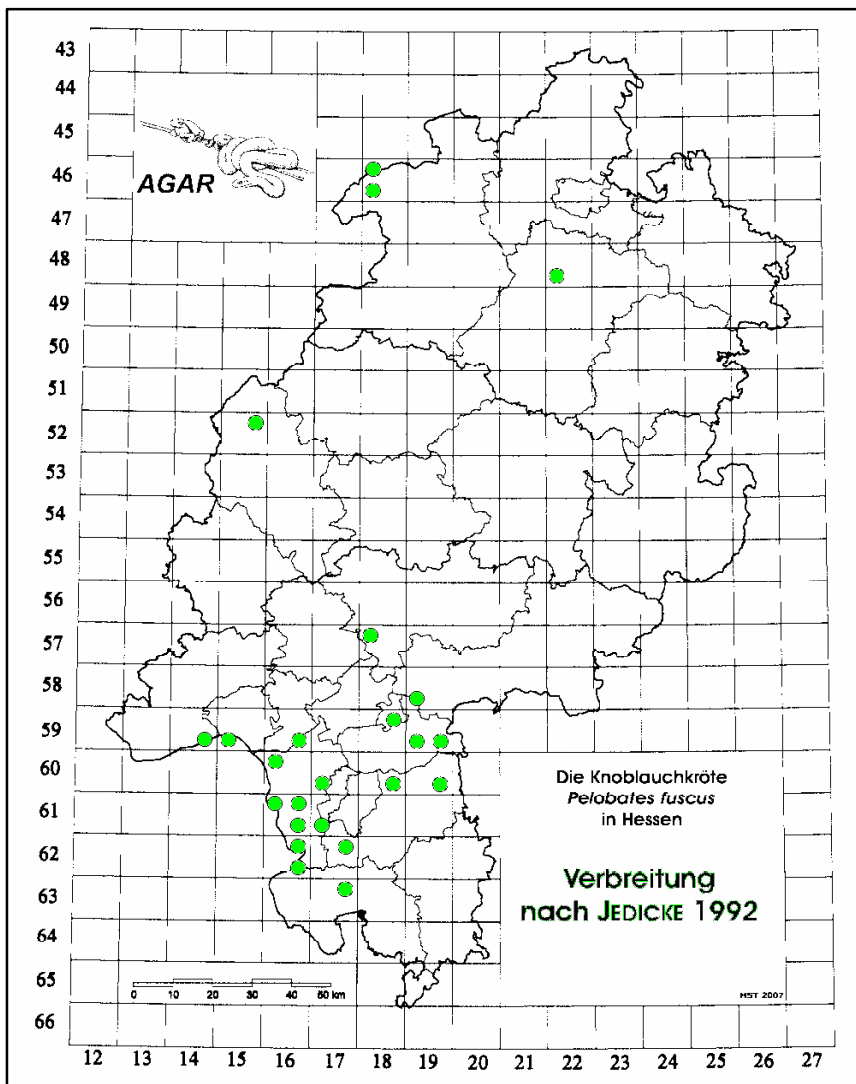 43
44
45
46
47
48
49
50
51
52
53
54
55
56
57
58
59
60
61
62
63
64
65
66
AGAR
Die Knoblauchkröte
Pelobates fuscus
in Hessen
Verbreitung
nach JEDICKE 1992
0 10 20 30 40 50 km
HST 2007
12 13 14 15 16 17 18 19 20 21 22 23 24 25 26 27